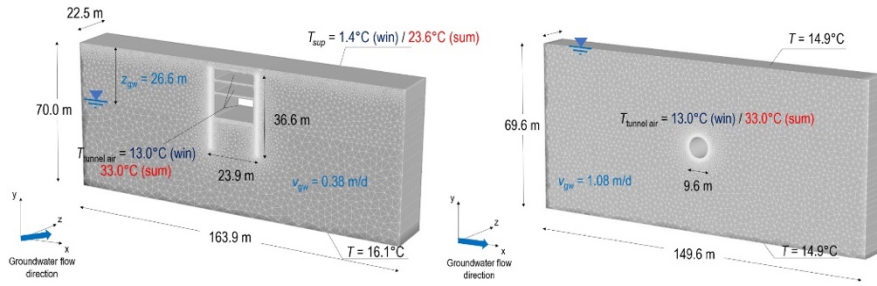 22.5 m
T_sup = 1.4°C (win) / 23.6°C (sum)
z_gw = 26.6 m
70.0 m
36.6 m
T_tunnel air = 13.0°C (win)
33.0°C (sum)
23.9 m
v_gw = 0.38 m/d
y
z
x
Groundwater flow
direction
163.9 m
T = 16.1°C
T = 14.9°C
T_tunnel air = 13.0°C (win) / 33.0°C (sum)
69.6 m
9.6 m
v_gw = 1.08 m/d
y
z
x
Groundwater flow
direction
149.6 m
T = 14.9°C